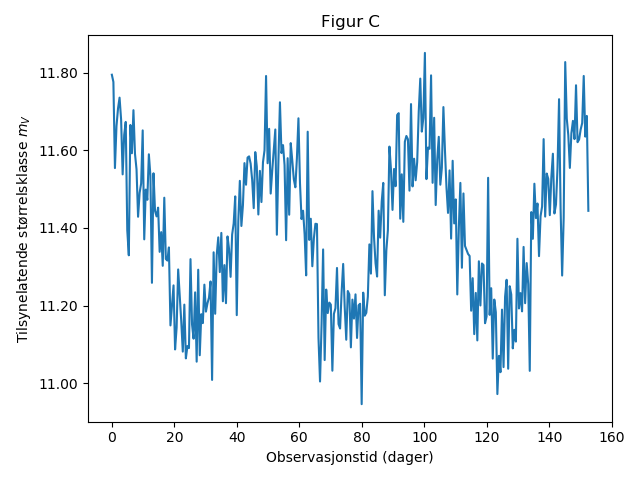 Figur C
Tilsynelatende størrelsklasse $m_V$
11.80
11.60
11.40
11.20
11.00
0 20 40 60 80 100 120 140 160
Observasjonstid (dager)